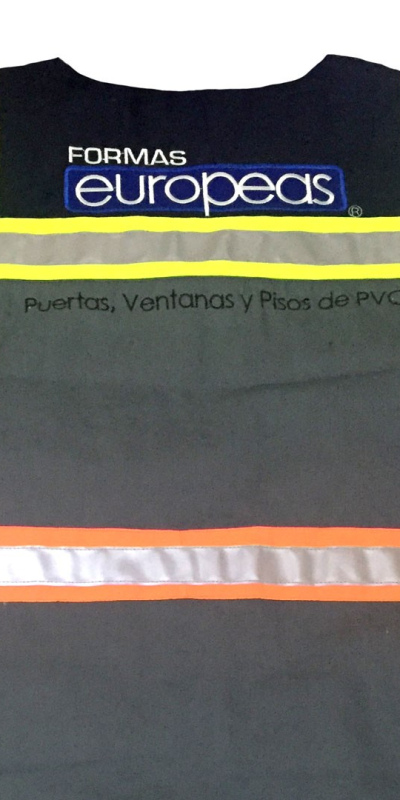 FORMAS
europeas®
Puertas, Ventanas y Pisos de PVC